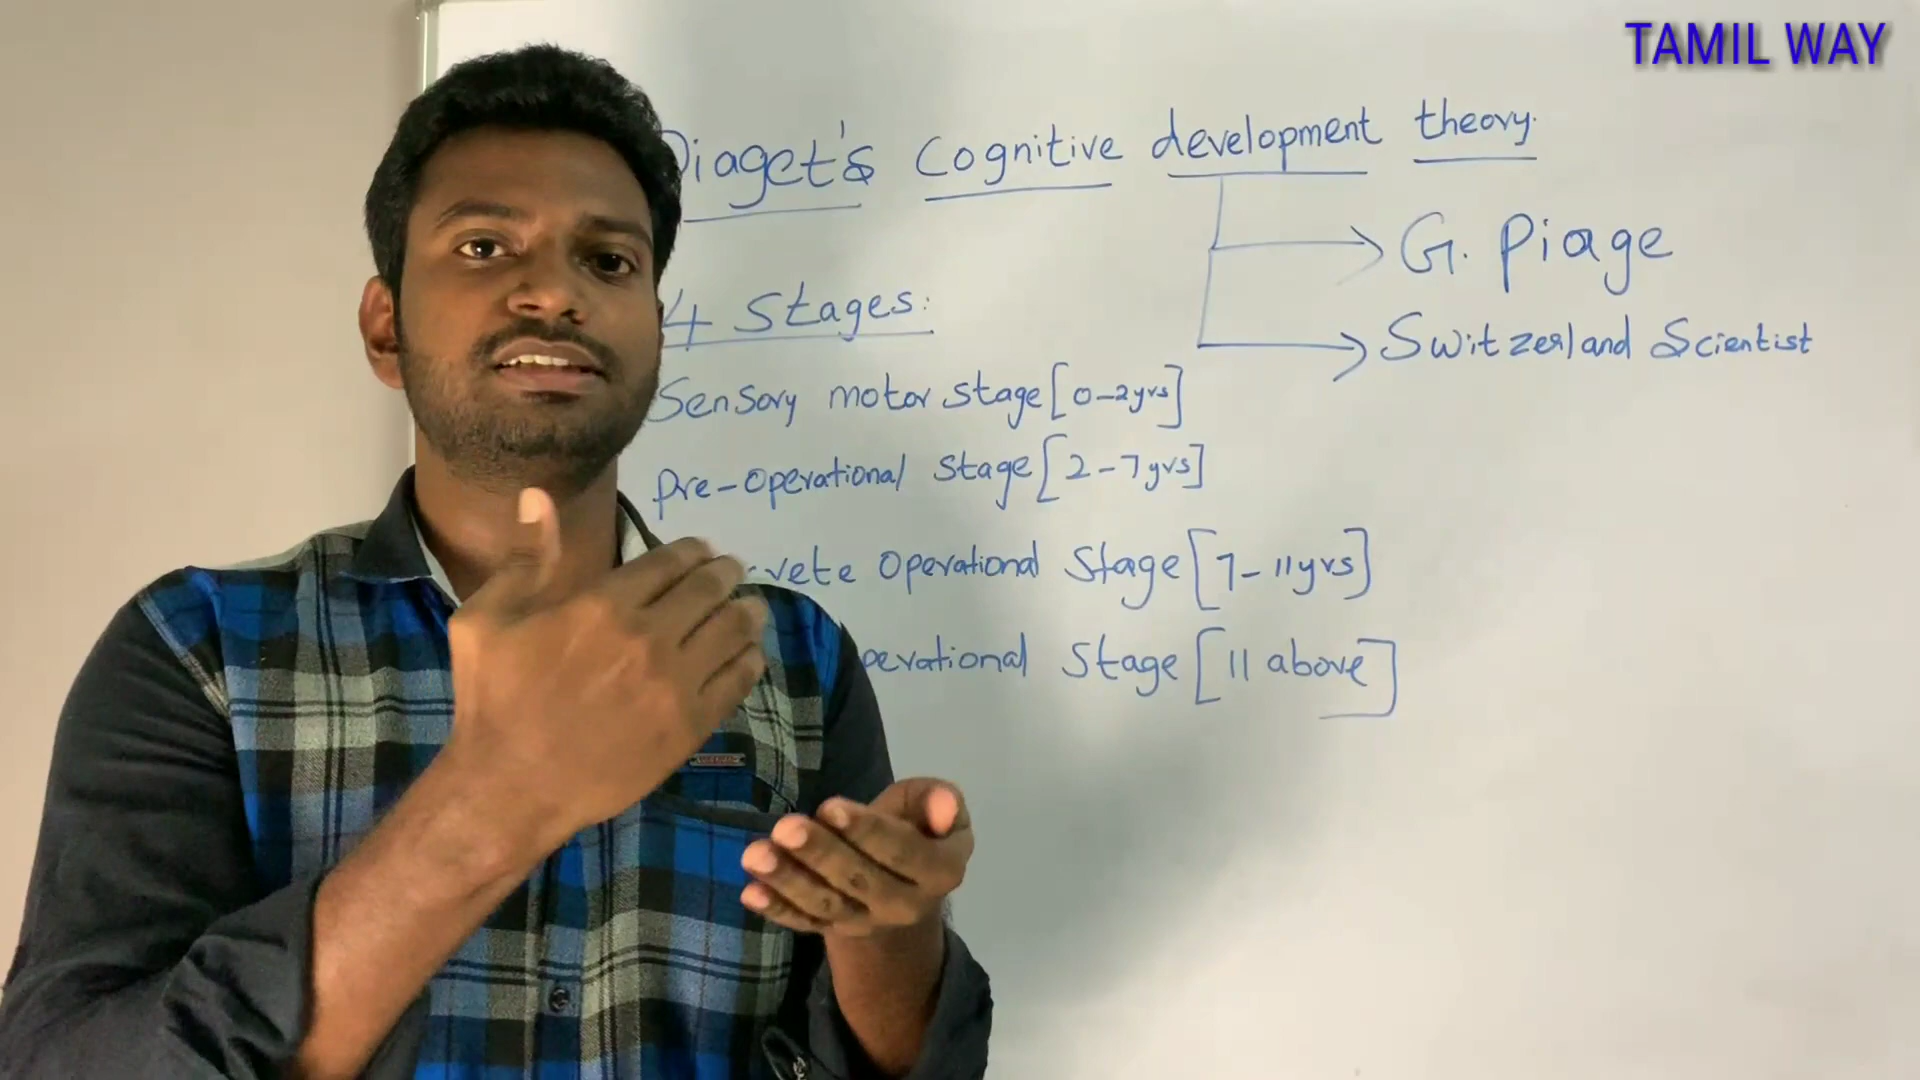 TAMIL WAY
Piaget's Cognitive development theory.
G. Piage
4 Stages:
Switzerland Scientist
Sensory motor stage [0-2yrs]
Pre-operational stage [2-7yrs]
operational stage [7-11yrs]
stage [11 above]